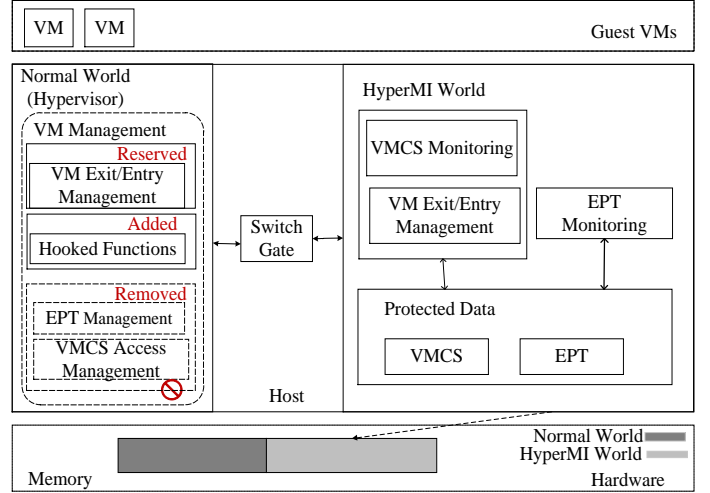 VM
VM
Guest VMs
Normal World
(Hypervisor)
VM Management
Reserved
VM Exit/Entry
Management
Added
Hooked Functions
Removed
EPT Management
VMCS Access
Management
Switch
Gate
Host
HyperMI World
VMCS Monitoring
VM Exit/Entry
Management
EPT
Monitoring
Protected Data
VMCS
EPT
Normal World
HyperMI World
Memory
Hardware